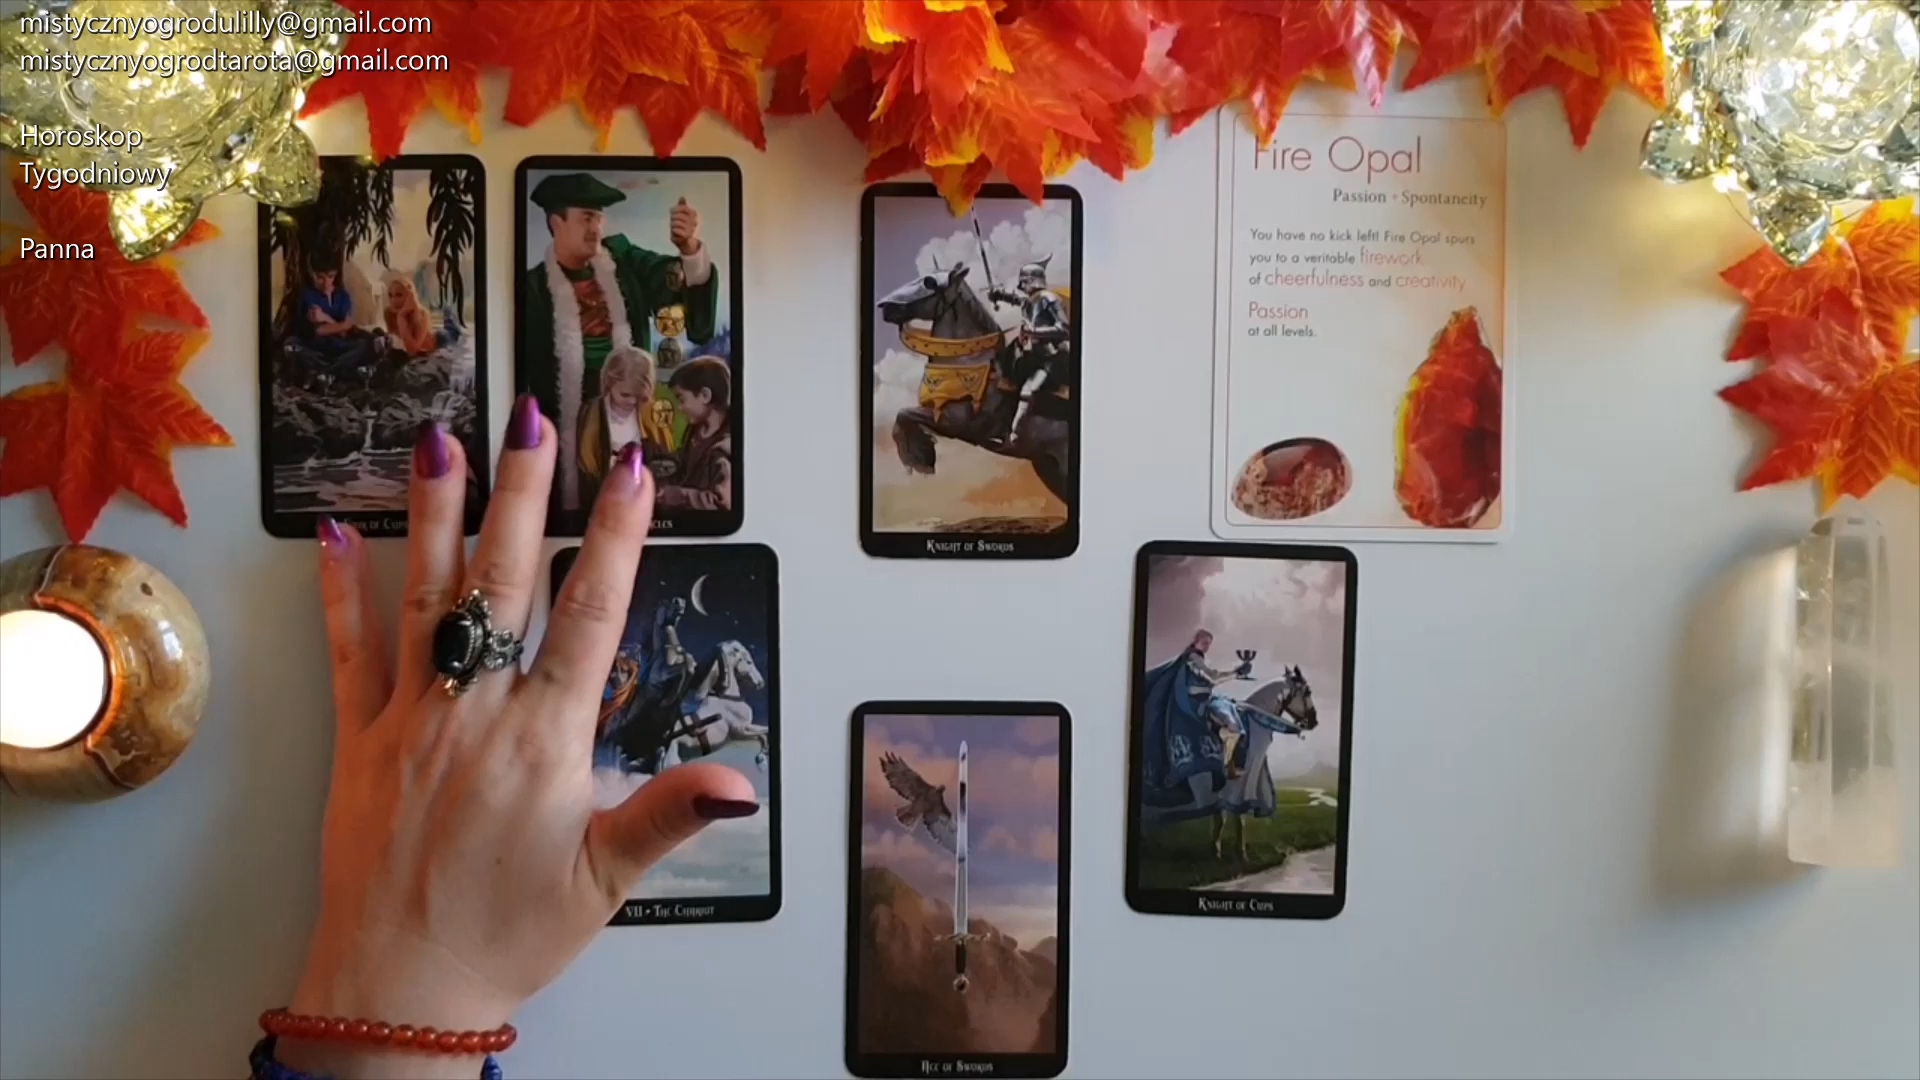 mistycznyogrodulilly@gmail.com
mistycznyogrodtarota@gmail.com
Horoskop
Tygodniowy
Panna
Fire Opal
Passion + Spontaneity
You have no kick left! Fire Opal spurs
you to a veritable firework
of cheerfulness and creativity
Passion
at all levels.
of Cups
Knight of Swords
VII • The Chariot
Knight of Cups
Ace of Swords